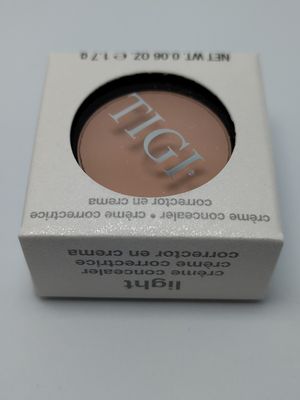 NET WT. 0.06 OZ. ℮ 1.7 g
TIGI
crème concealer • crème correctrice
corrector en crema
light
crème concealer
crème correctrice
corrector en crema